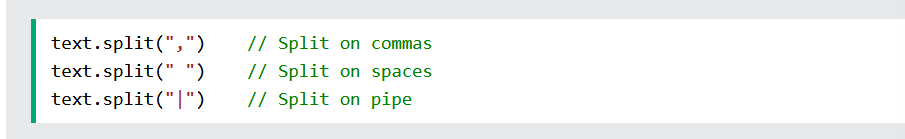 text.split(",")    // Split on commas
text.split(" ")    // Split on spaces
text.split("|")    // Split on pipe